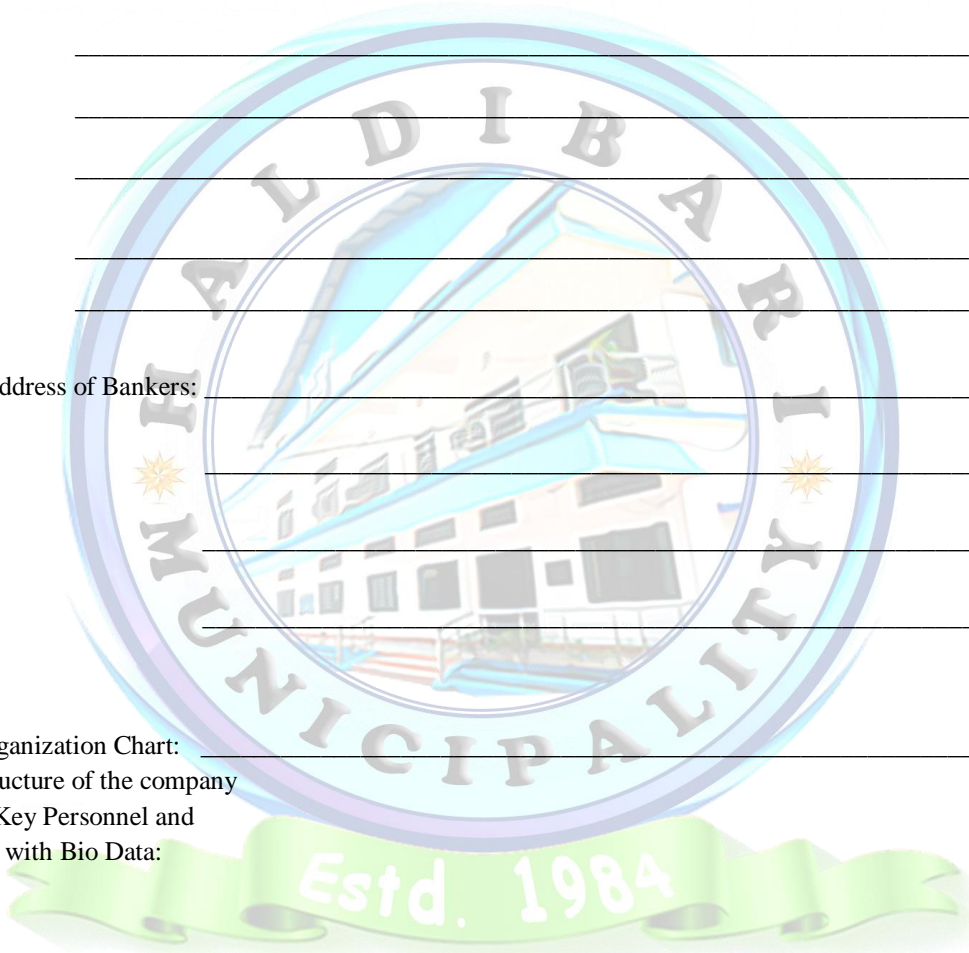 HALDIBARI
ddress of Bankers:
MUNICIPALITY
ganization Chart:
ucture of the company
Key Personnel and
with Bio Data:
Estd. 1984